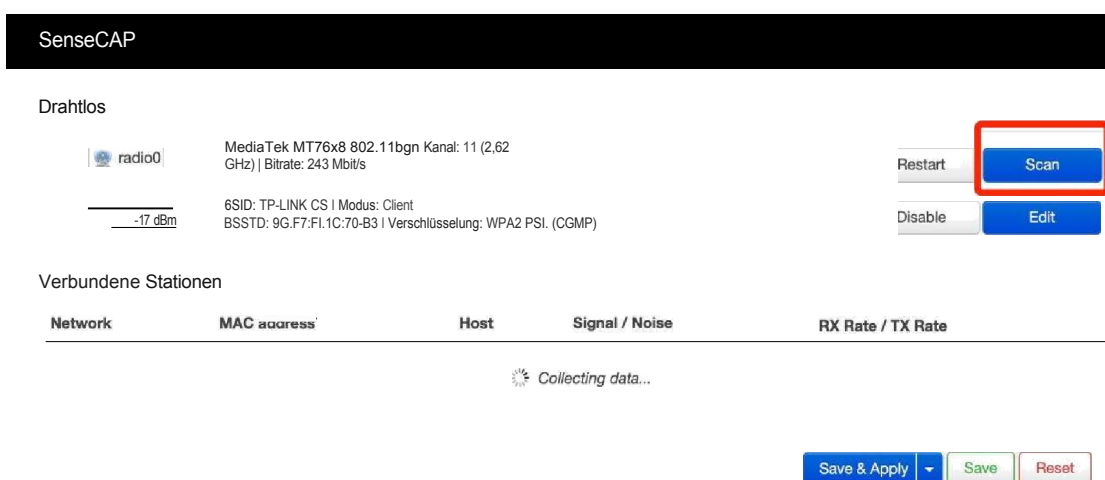 SenseCAP
Drahtlos
radio0
MediaTek MT76x8 802.11bgn Kanal: 11 (2,62
GHz) | Bitrate: 243 Mbit/s
Restart
Scan
-17 dBm
6SID: TP-LINK CS I Modus: Client
BSSTD: 9G.F7:FI.1C:70-B3 I Verschlüsselung: WPA2 PSI. (CGMP)
Disable
Edit
Verbundene Stationen
Network MAC address Host Signal / Noise RX Rate / TX Rate
Collecting data...
Save & Apply Save Reset